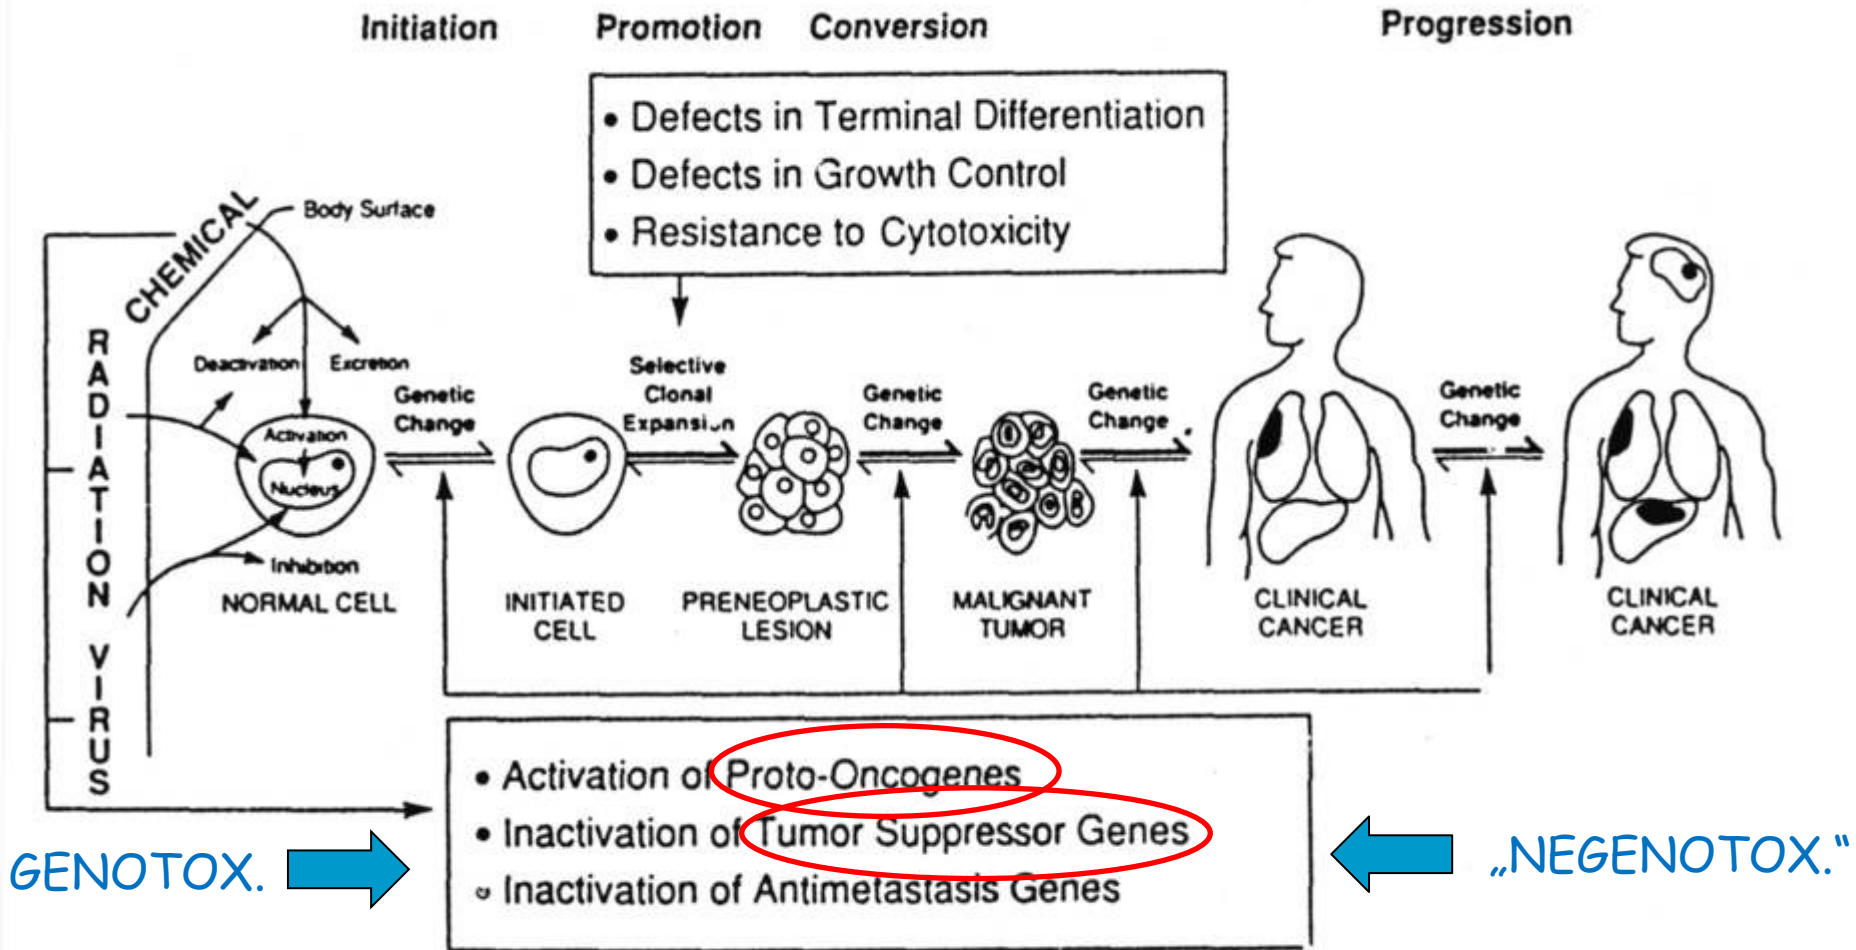 Initiation Promotion Conversion Progression
• Defects in Terminal Differentiation
• Defects in Growth Control
• Resistance to Cytotoxicity
CHEMICAL
Body Surface
RADIATION
VIRUS
Deactivation
Excretion
Activation
Nucleus
Inhibition
NORMAL CELL
Genetic
Change
INITIATED
CELL
Selective
Clonal
Expansion
PRENEOPLASTIC
LESION
Genetic
Change
MALIGNANT
TUMOR
Genetic
Change
CLINICAL
CANCER
Genetic
Change
CLINICAL
CANCER
• Activation of Proto-Oncogenes
• Inactivation of Tumor Suppressor Genes
• Inactivation of Antimetastasis Genes
GENOTOX.
„NEGENOTOX.“